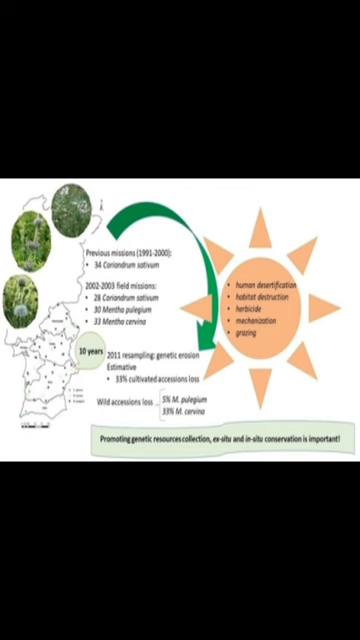 Previous missions (1991-2000):
• 34 Coriandrum sativum
2002-2003 field missions:
• 28 Coriandrum sativum
• 30 Mentha pulegium
• 33 Mentha cervina
10 years
2011 resampling: genetic erosion
Estimative
• 33% cultivated accessions loss
Wild accessions loss
5% M. pulegium
33% M. cervina
• human desertification
• habitat destruction
• herbicide
• mechanization
• grazing
Promoting genetic resources collection, ex-situ and in-situ conservation is important!